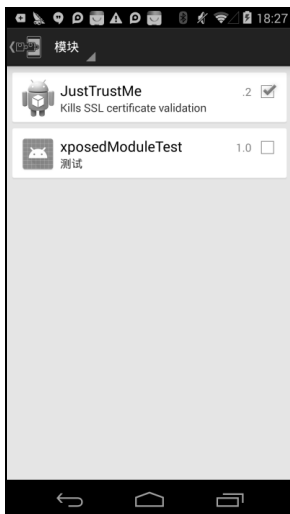 18:27
模块
JustTrustMe .2
Kills SSL certificate validation
xposedModuleTest 1.0
测试